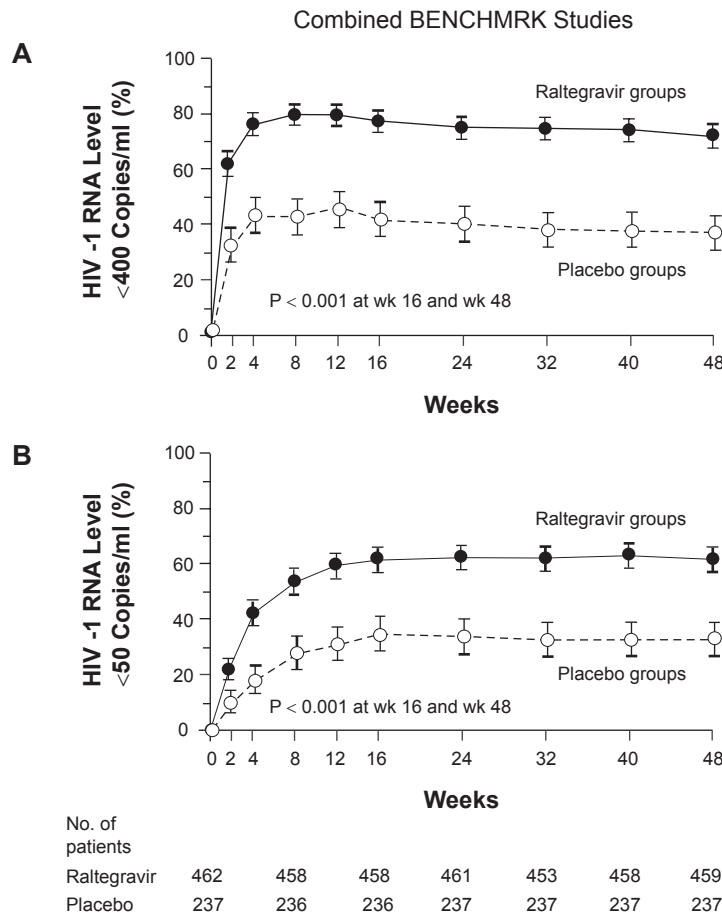 Combined BENCHMRK Studies
A
HIV -1 RNA Level
<400 Copies/ml (%)
100
80
60
40
20
0
Raltegravir groups
Placebo groups
P < 0.001 at wk 16 and wk 48
0 2 4 8 12 16 24 32 40 48
Weeks
B
HIV -1 RNA Level
<50 Copies/ml (%)
100
80
60
40
20
0
Raltegravir groups
Placebo groups
P < 0.001 at wk 16 and wk 48
0 2 4 8 12 16 24 32 40 48
Weeks
No. of
patients
Raltegravir 462 458 458 461 453 458 459
Placebo 237 236 236 237 237 237 237